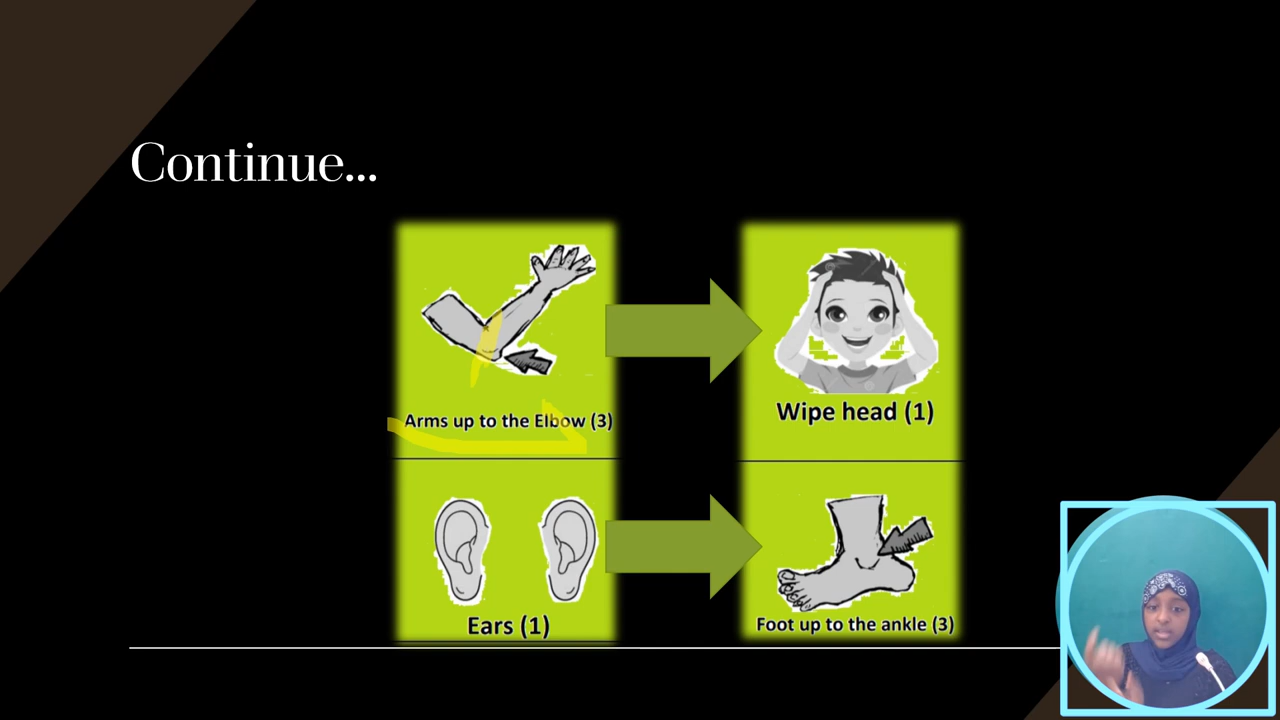 Continue...
Arms up to the Elbow (3)
Wipe head (1)
Ears (1)
Foot up to the ankle (3)